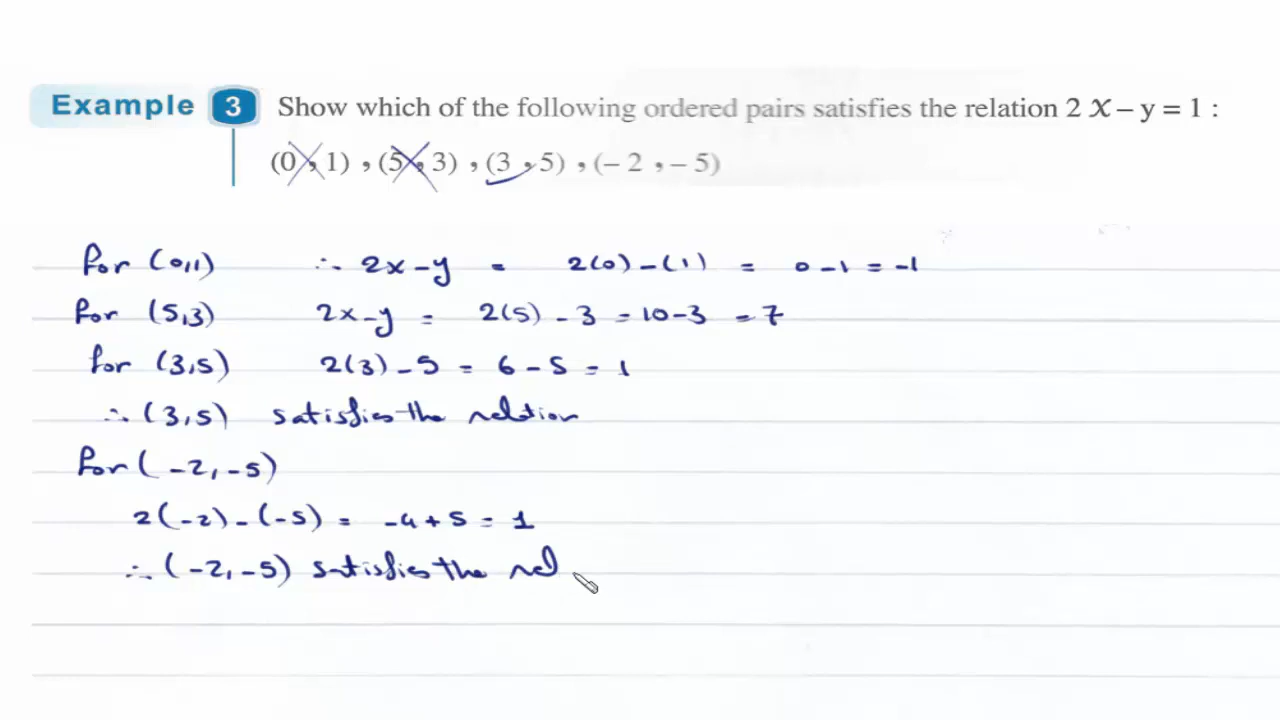 Example 3 Show which of the following ordered pairs satisfies the relation 2 x – y = 1 :
(0 , 1) , (5 , 3) , (3 , 5) , (– 2 , – 5)
for (0,1) ∴ 2x - y = 2(0) - (1) = 0 - 1 = -1
for (5,3) 2x - y = 2(5) - 3 = 10 - 3 = 7
for (3,5) 2(3) - 5 = 6 - 5 = 1
∴ (3,5) satisfies the relation
for (-2, -5)
2(-2) - (-5) = -4 + 5 = 1
∴ (-2, -5) satisfies the rel